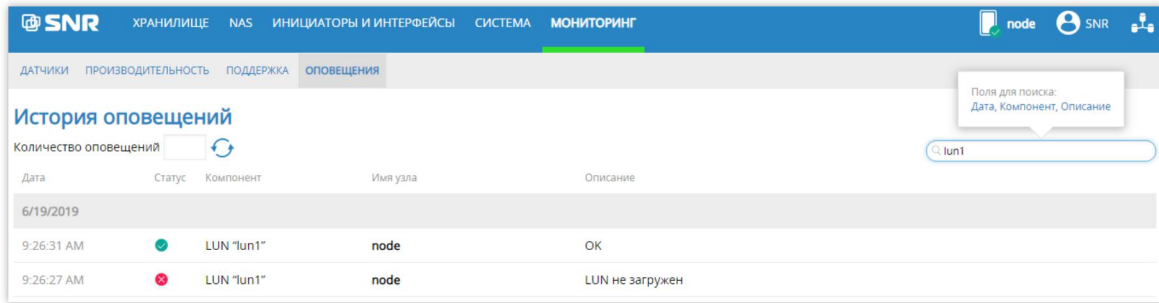 SNR ХРАНИЛИЩЕ NAS ИНИЦИАТОРЫ И ИНТЕРФЕЙСЫ СИСТЕМА МОНИТОРИНГ node SNR
ДАТЧИКИ ПРОИЗВОДИТЕЛЬНОСТЬ ПОДДЕРЖКА ОПОВЕЩЕНИЯ
Поля для поиска:
Дата, Компонент, Описание
История оповещений
Количество оповещений
lun1
Дата Статус Компонент Имя узла Описание
6/19/2019
9:26:31 AM LUN "lun1" node OK
9:26:27 AM LUN "lun1" node LUN не загружен